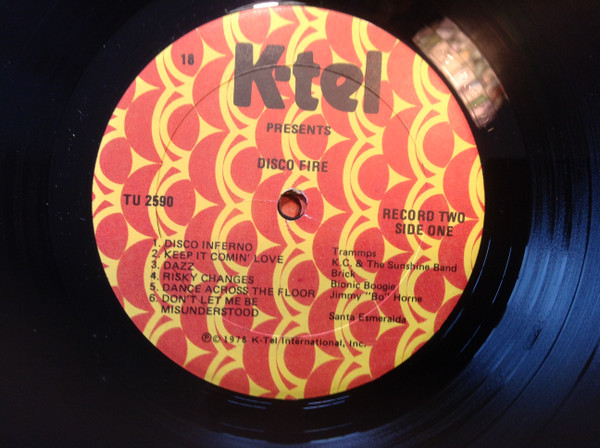 18
K-tel
PRESENTS
DISCO FIRE
TU 2590
RECORD TWO
SIDE ONE
1. DISCO INFERNO Trammps
2. KEEP IT COMIN' LOVE K.C. & The Sunshine Band
3. DAZZ Brick
4. RISKY CHANGES Bionic Boogie
5. DANCE ACROSS THE FLOOR Jimmy "Bo" Horne
6. DON'T LET ME BE
MISUNDERSTOOD Santa Esmeralda
Ⓟ© 1978 K-Tel International, Inc.